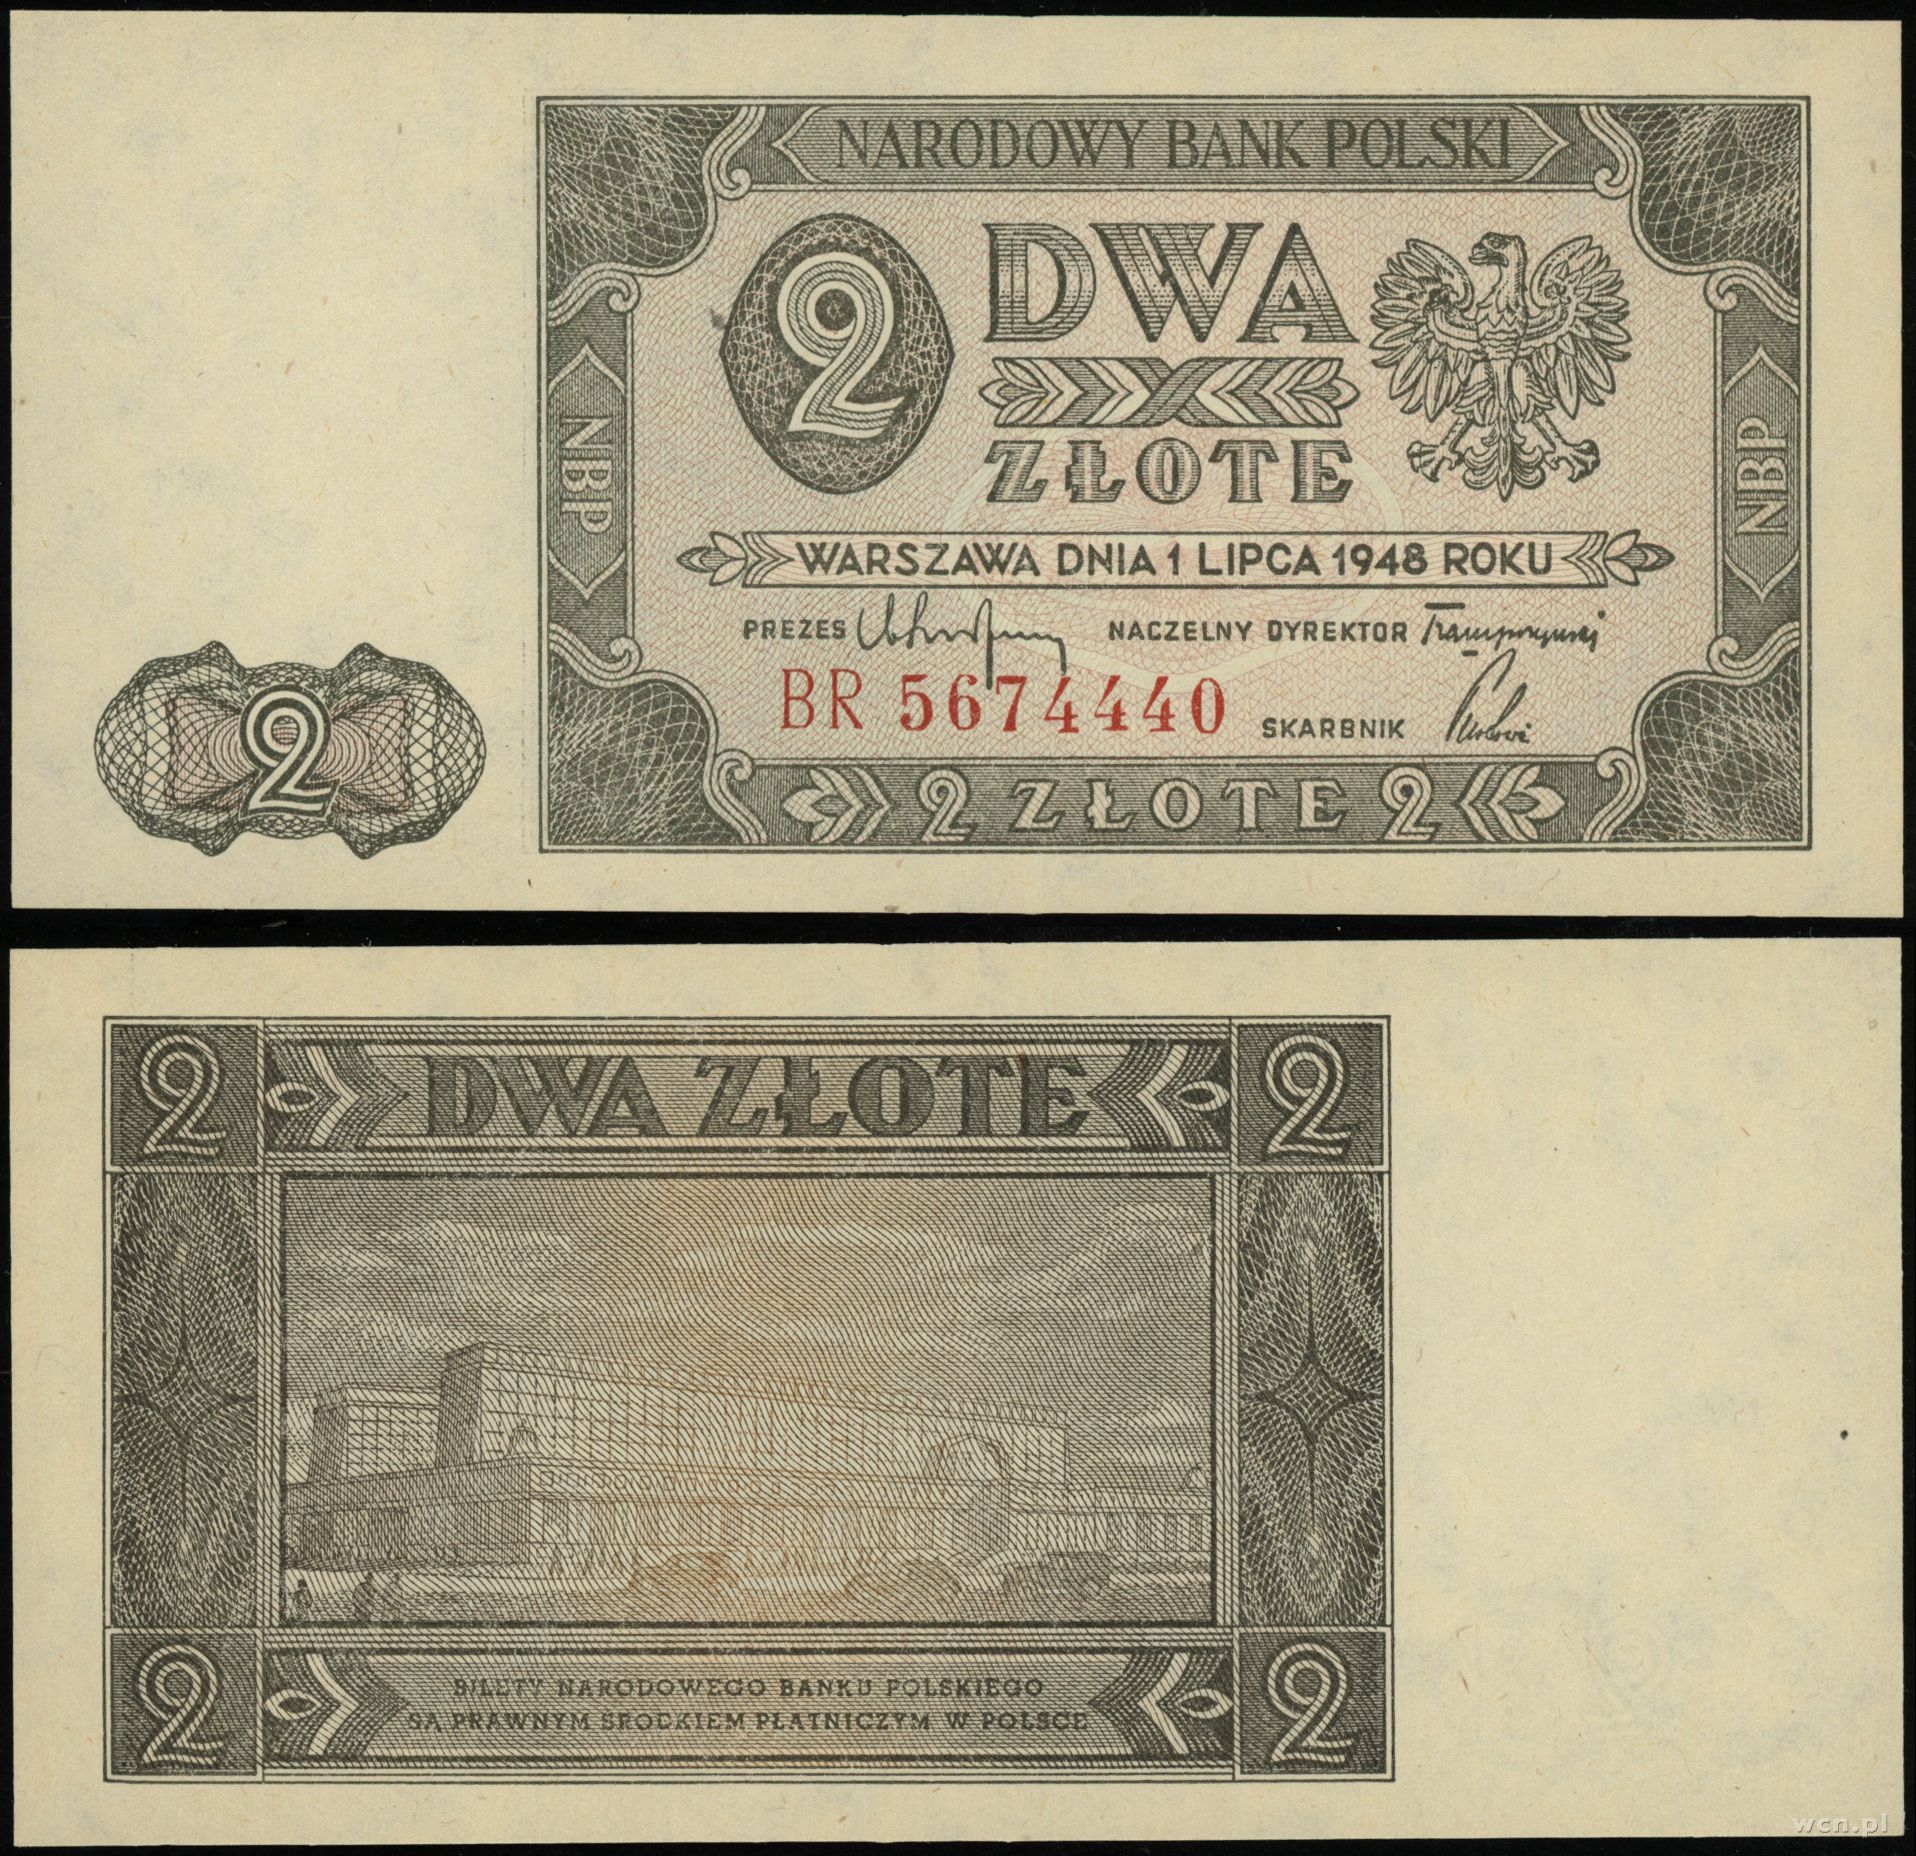 NARODOWY BANK POLSKI
2 DWA
ZŁOTE
NBP
NBP
WARSZAWA DNIA 1 LIPCA 1948 ROKU
PREZES NACZELNY DYREKTOR
BR 5674440 SKARBNIK
2
2 ZŁOTE 2
2 DWA ZŁOTE 2
2 BILETY NARODOWEGO BANKU POLSKIEGO 2
SĄ PRAWNYM ŚRODKIEM PŁATNICZYM W POLSCE
wcn.pl